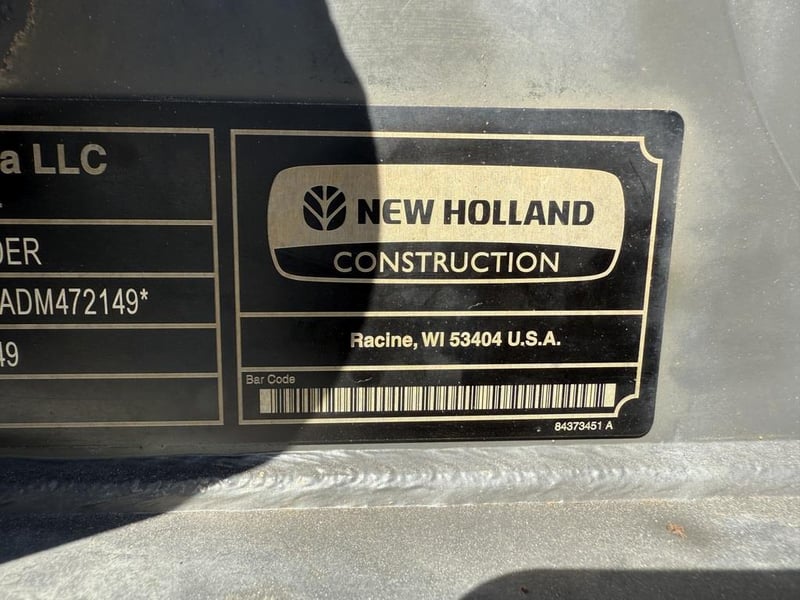 a LLC
DER
ADM472149*
49
NEW HOLLAND
CONSTRUCTION
Racine, WI 53404 U.S.A.
Bar Code
84373451 A